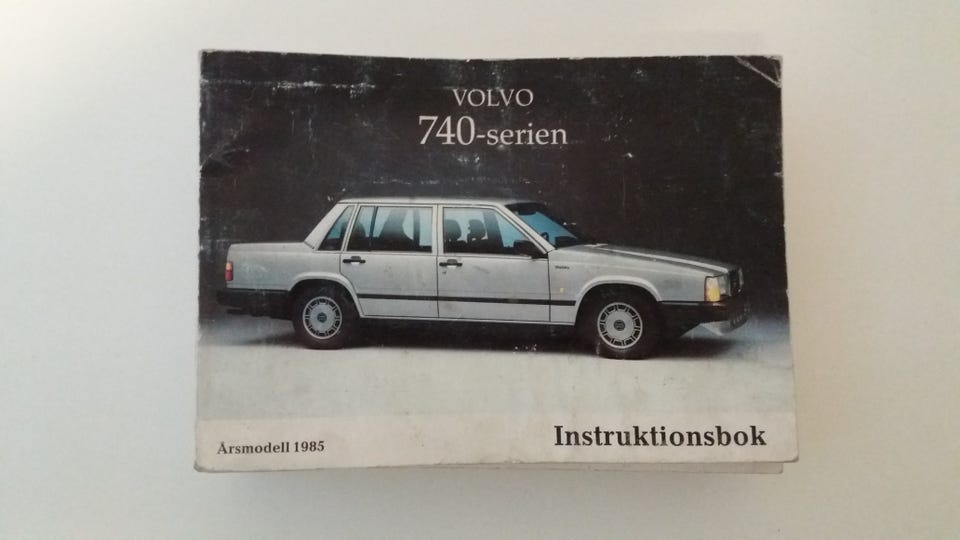 VOLVO
740-serien
Årsmodell 1985
Instruktionsbok